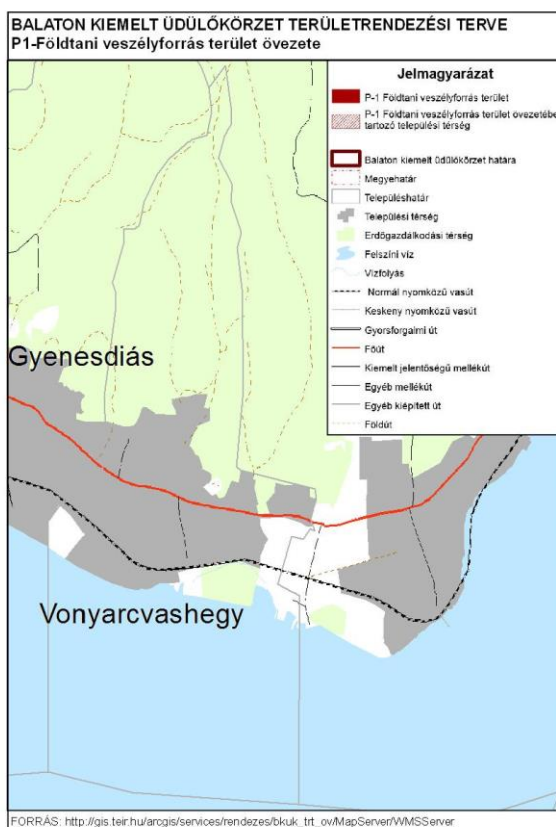 BALATON KIEMELT ÜDÜLŐKÖRZET TERÜLETRENDEZÉSI TERVE
P1-Földtani veszélyforrás terület övezete
Jelmagyarázat
P-1 Földtani veszélyforrás terület
P-1 Földtani veszélyforrás terület övezetébe
tartozó települési térség
Balaton kiemelt üdülőkörzet határa
Megyehatár
Településhatár
Települési térség
Erdőgazdálkodási térség
Felszíni víz
Vízfolyás
Normál nyomközű vasút
Keskeny nyomközű vasút
Gyorsforgalmi út
Főút
Kiemelt jelentőségű mellékút
Egyéb mellékút
Egyéb kiépített út
Földút
Gyenesdiás
Vonyarcvashegy
FORRÁS: http://gis.teir.hu/arcgis/services/rendezes/bkuk_trt_ov/MapServer/WMSServer